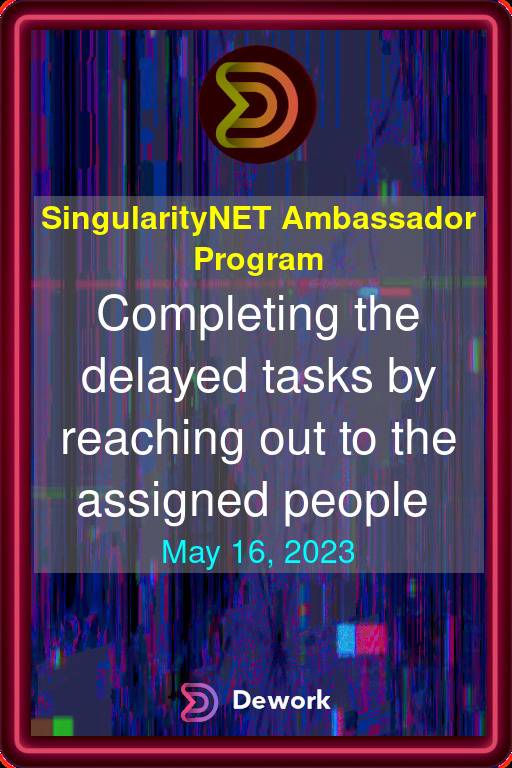 SingularityNET Ambassador
Program
Completing the
delayed tasks by
reaching out to the
assigned people
May 16, 2023
Dework